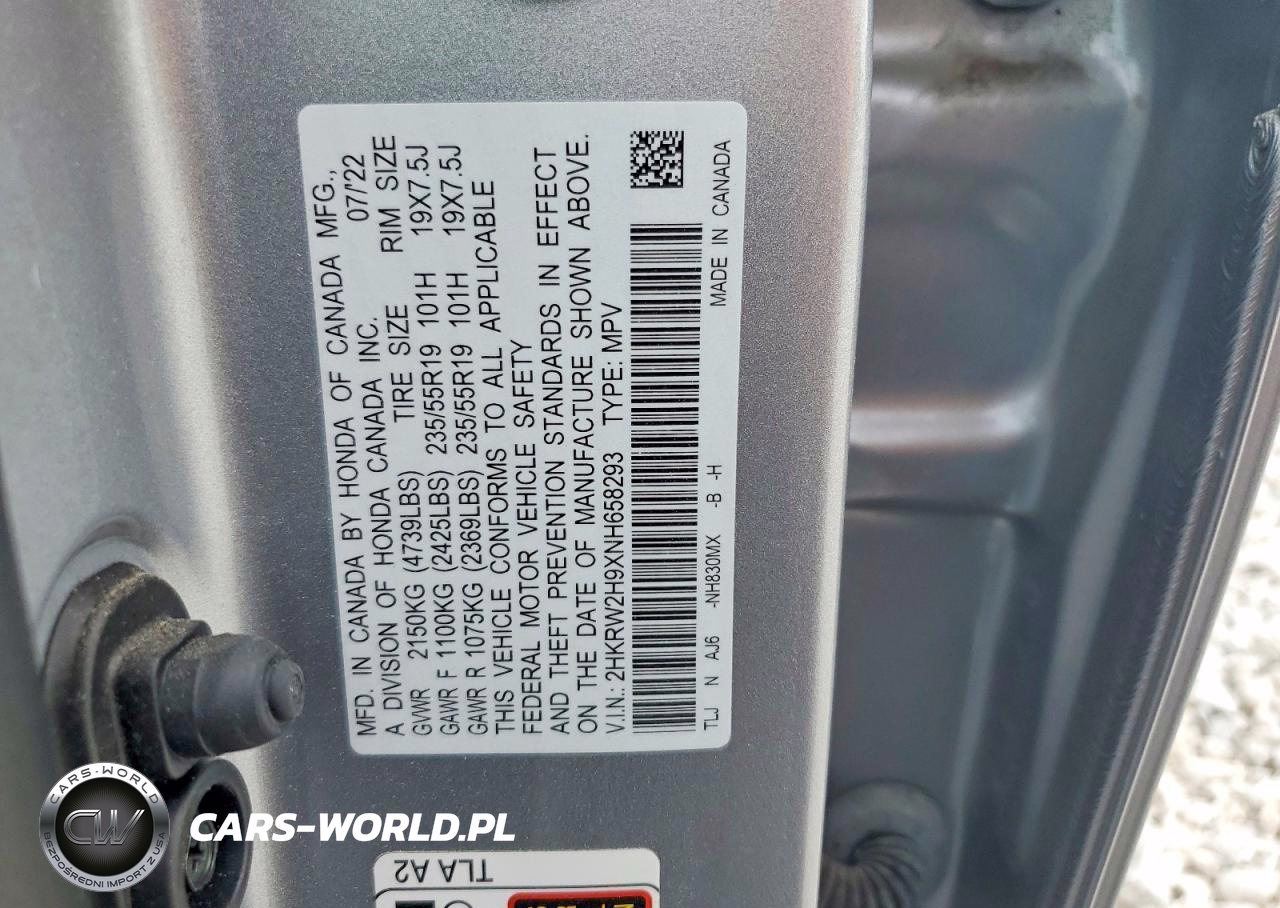 MFD. IN CANADA BY HONDA OF CANADA MFG.,
A DIVISION OF HONDA CANADA INC. 07/'22
GVWR 2150KG (4739LBS) TIRE SIZE RIM SIZE
GAWR F 1100KG (2425LBS) 235/55R19 101H 19X7.5J
GAWR R 1075KG (2369LBS) 235/55R19 101H 19X7.5J
THIS VEHICLE CONFORMS TO ALL APPLICABLE
FEDERAL MOTOR VEHICLE SAFETY
AND THEFT PREVENTION STANDARDS IN EFFECT
ON THE DATE OF MANUFACTURE SHOWN ABOVE.
V.I.N.: 2HKRW2H9XNH658293 TYPE: MPV
TLJ N AJ6 -NH830MX -B -H MADE IN CANADA
TLA A2
CARS-WORLD
CW
BEZPOŚREDNI IMPORT Z USA
CARS-WORLD.PL